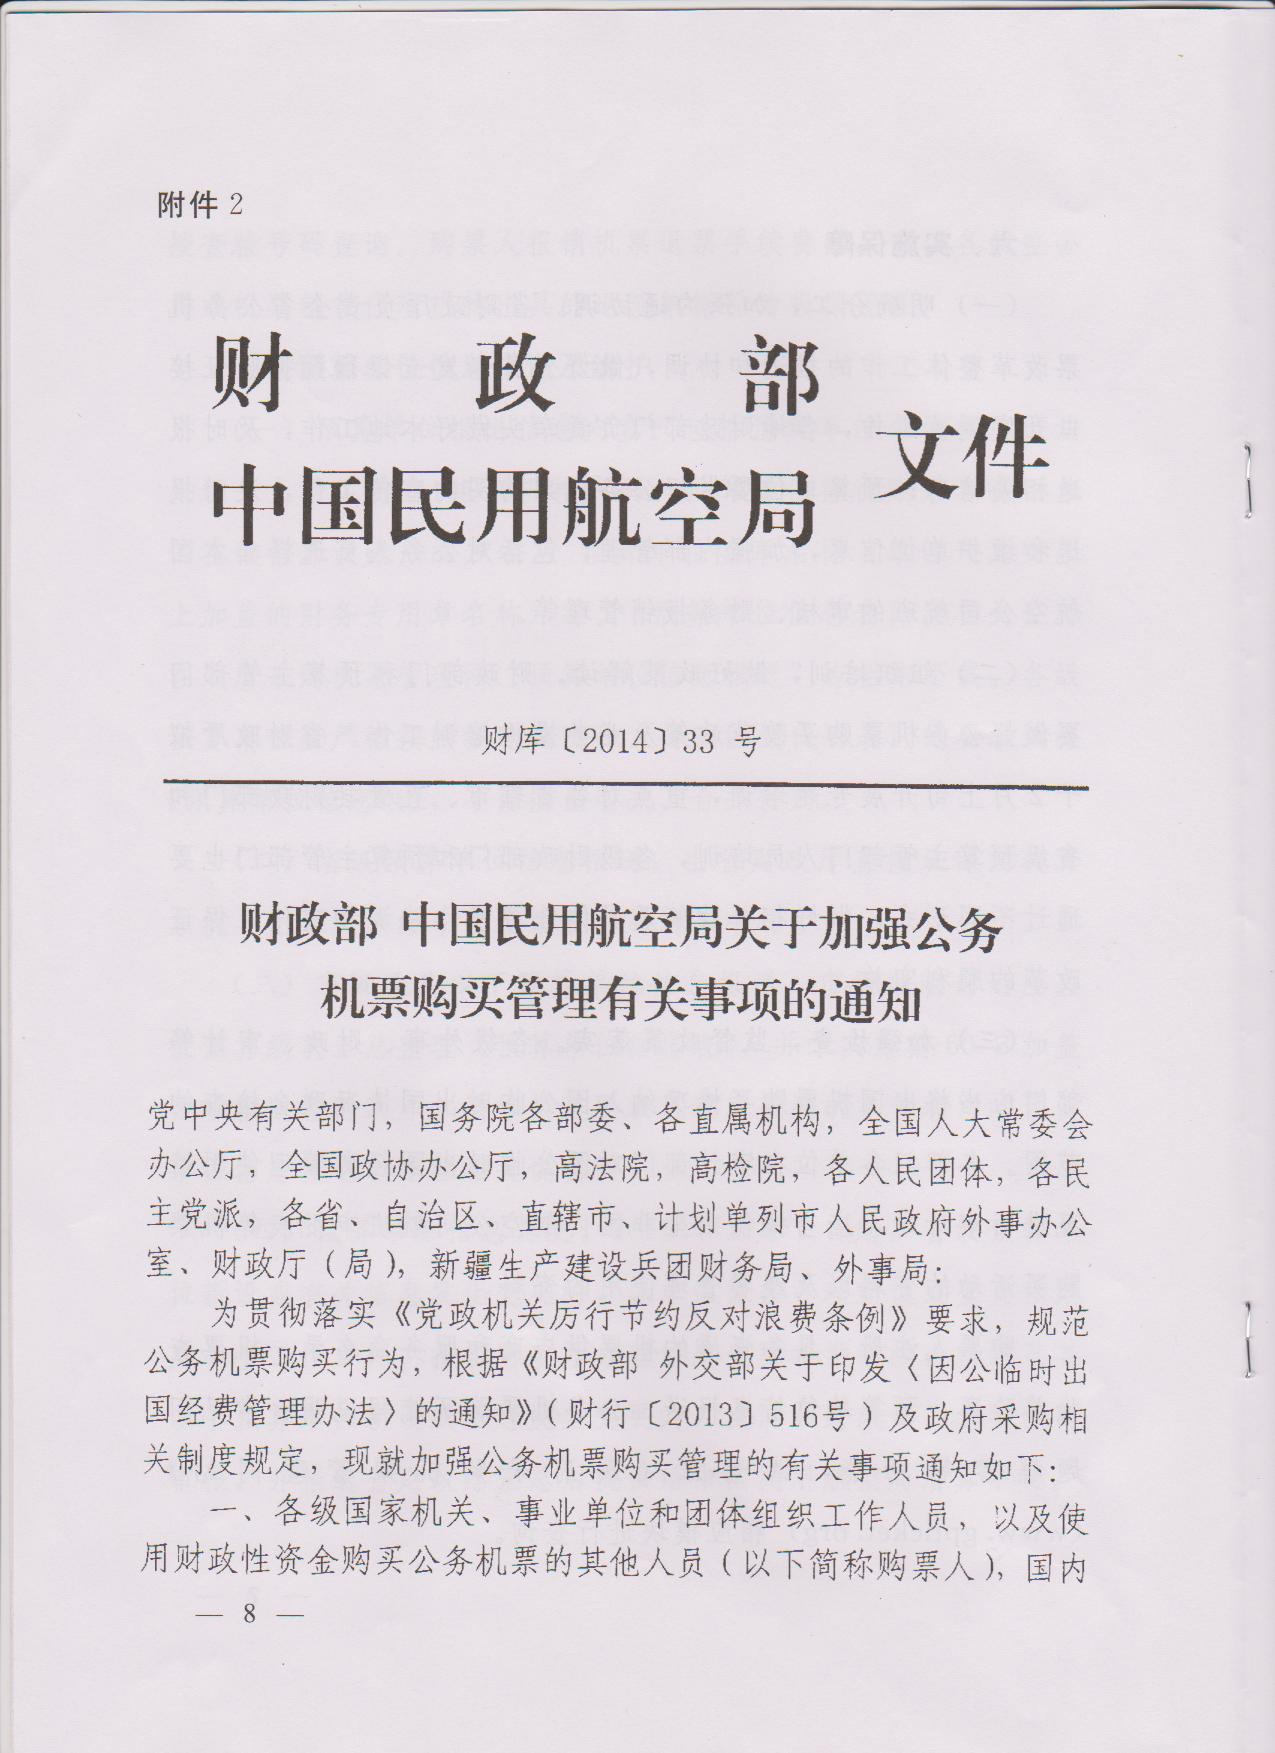 附件2
财政部
中国民用航空局
文件
财库〔2014〕33 号
财政部 中国民用航空局关于加强公务
机票购买管理有关事项的通知
党中央有关部门，国务院各部委、各直属机构，全国人大常委会
办公厅，全国政协办公厅，高法院，高检院，各人民团体，各民
主党派，各省、自治区、直辖市、计划单列市人民政府外事办公
室、财政厅（局），新疆生产建设兵团财务局、外事局：
为贯彻落实《党政机关厉行节约反对浪费条例》要求，规范
公务机票购买行为，根据《财政部 外交部关于印发〈因公临时出
国经费管理办法〉的通知》（财行〔2013〕516号）及政府采购相
关制度规定，现就加强公务机票购买管理的有关事项通知如下：
一、各级国家机关、事业单位和团体组织工作人员，以及使
用财政性资金购买公务机票的其他人员（以下简称购票人），国内
— 8 —